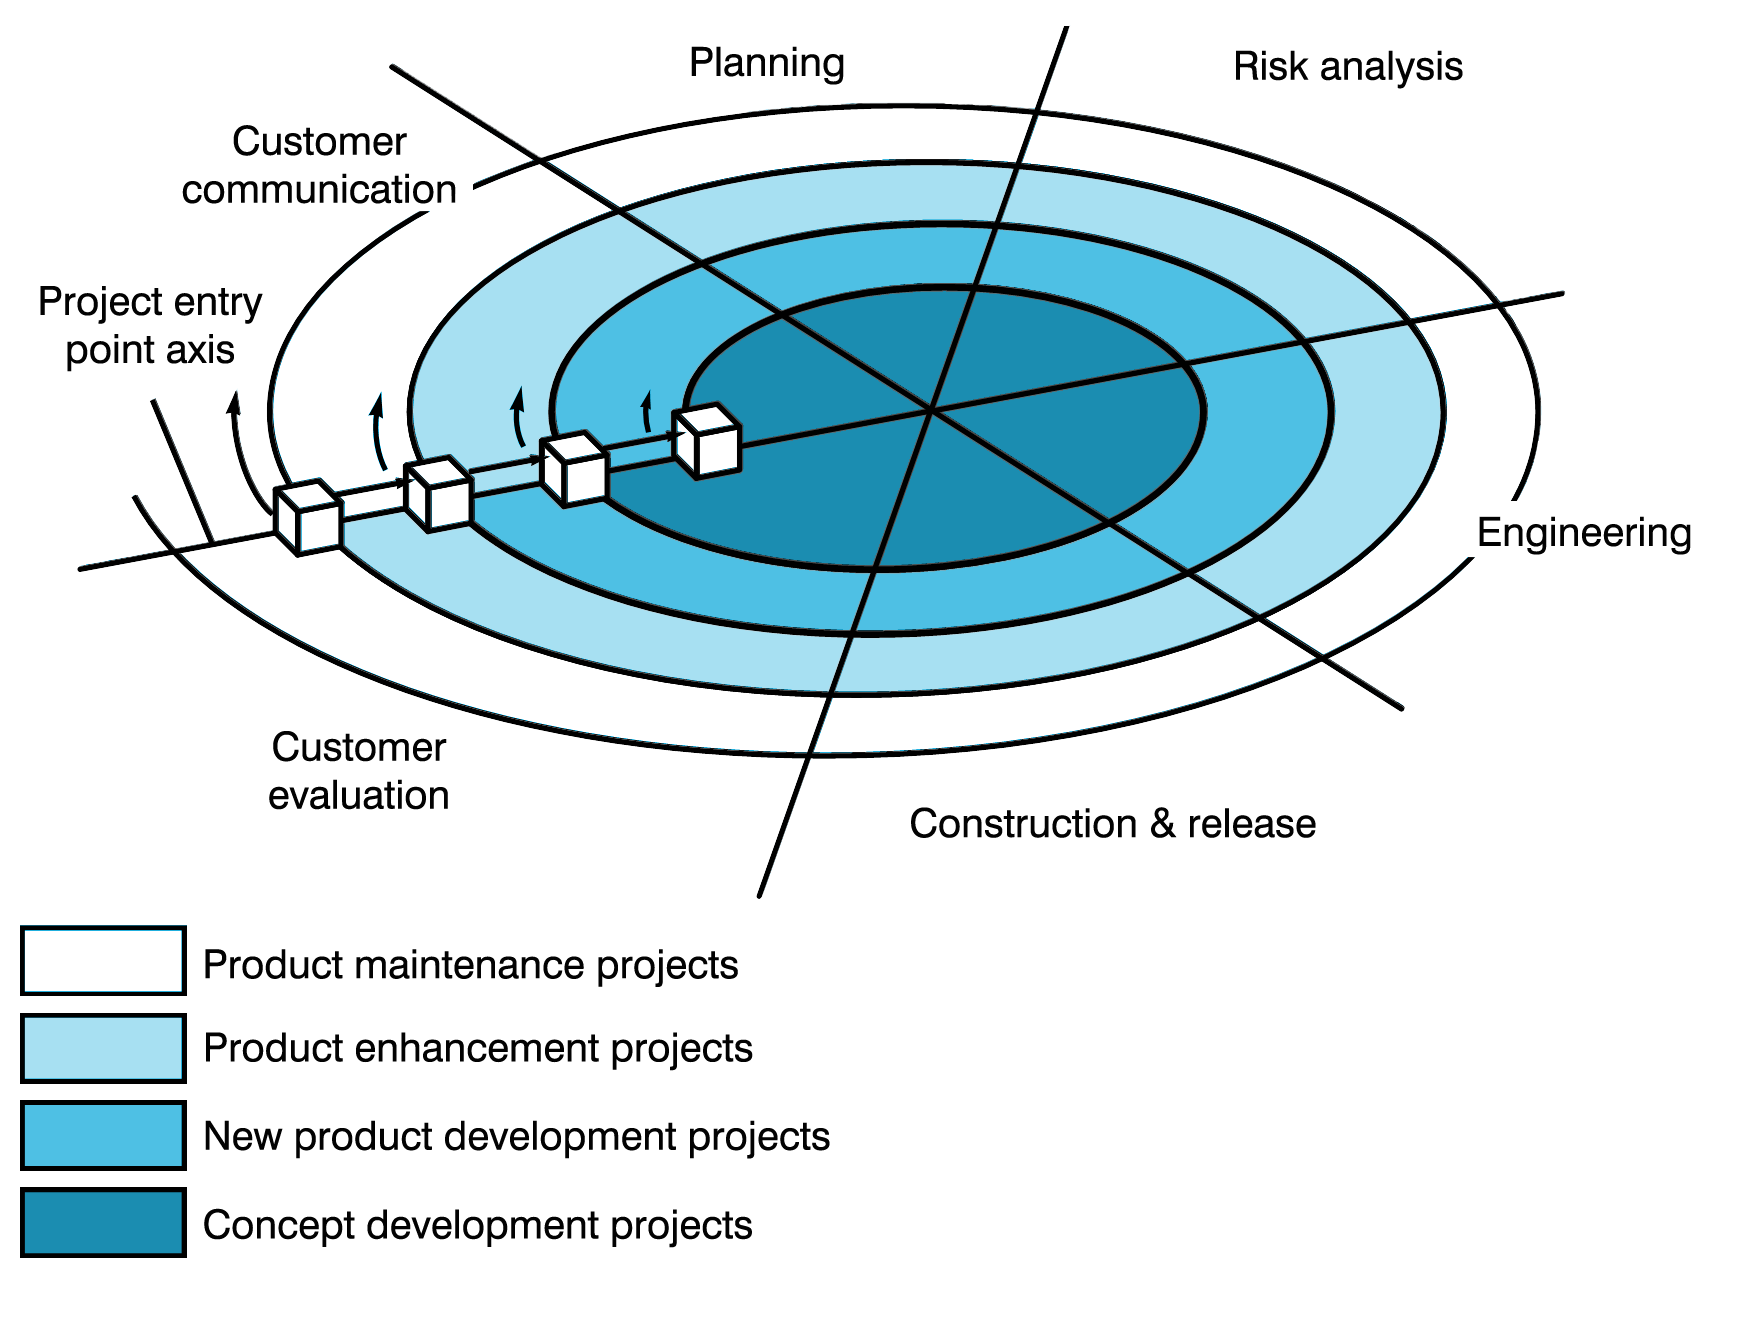 Planning
Risk analysis
Customer
communication
Project entry
point axis
Engineering
Customer
evaluation
Construction & release
Product maintenance projects
Product enhancement projects
New product development projects
Concept development projects